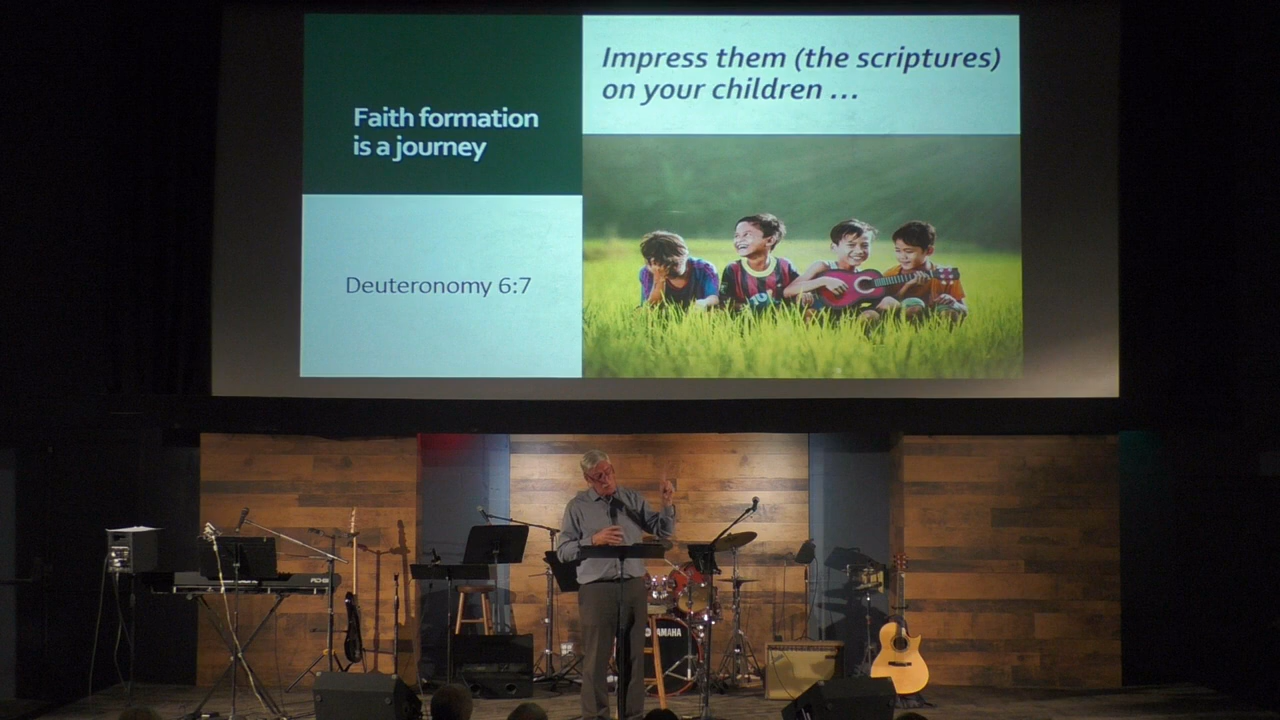 Faith formation
is a journey
Impress them (the scriptures)
on your children ...
Deuteronomy 6:7
YAMAHA